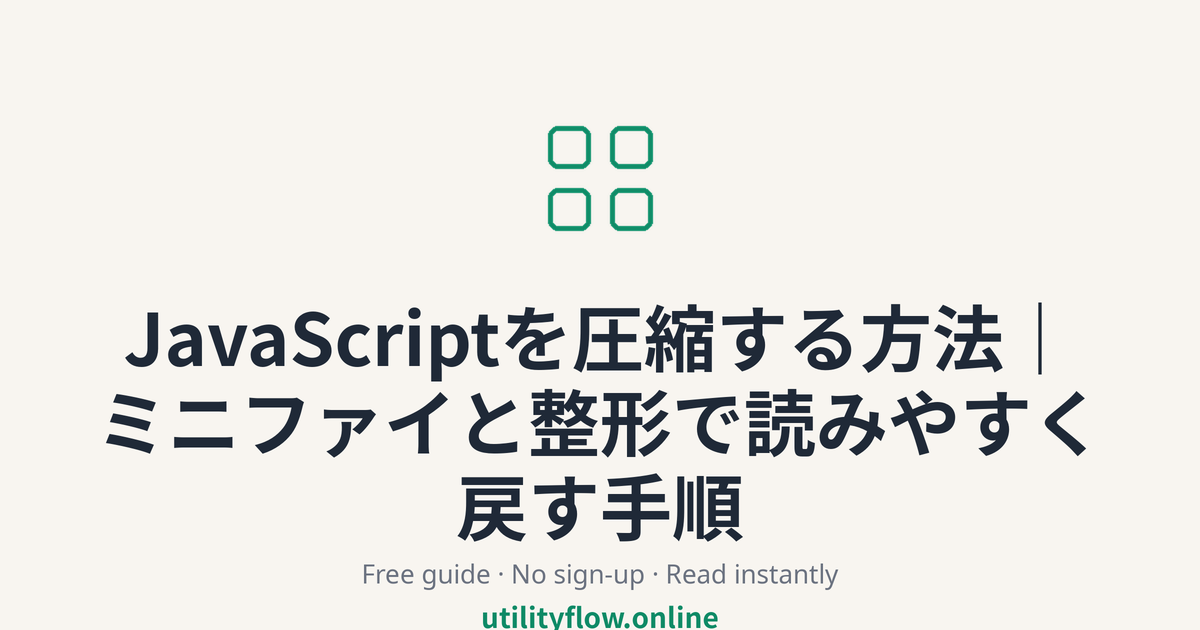 JavaScriptを圧縮する方法｜
ミニファイと整形で読みやすく
戻す手順
Free guide · No sign-up · Read instantly
utilityflow.online